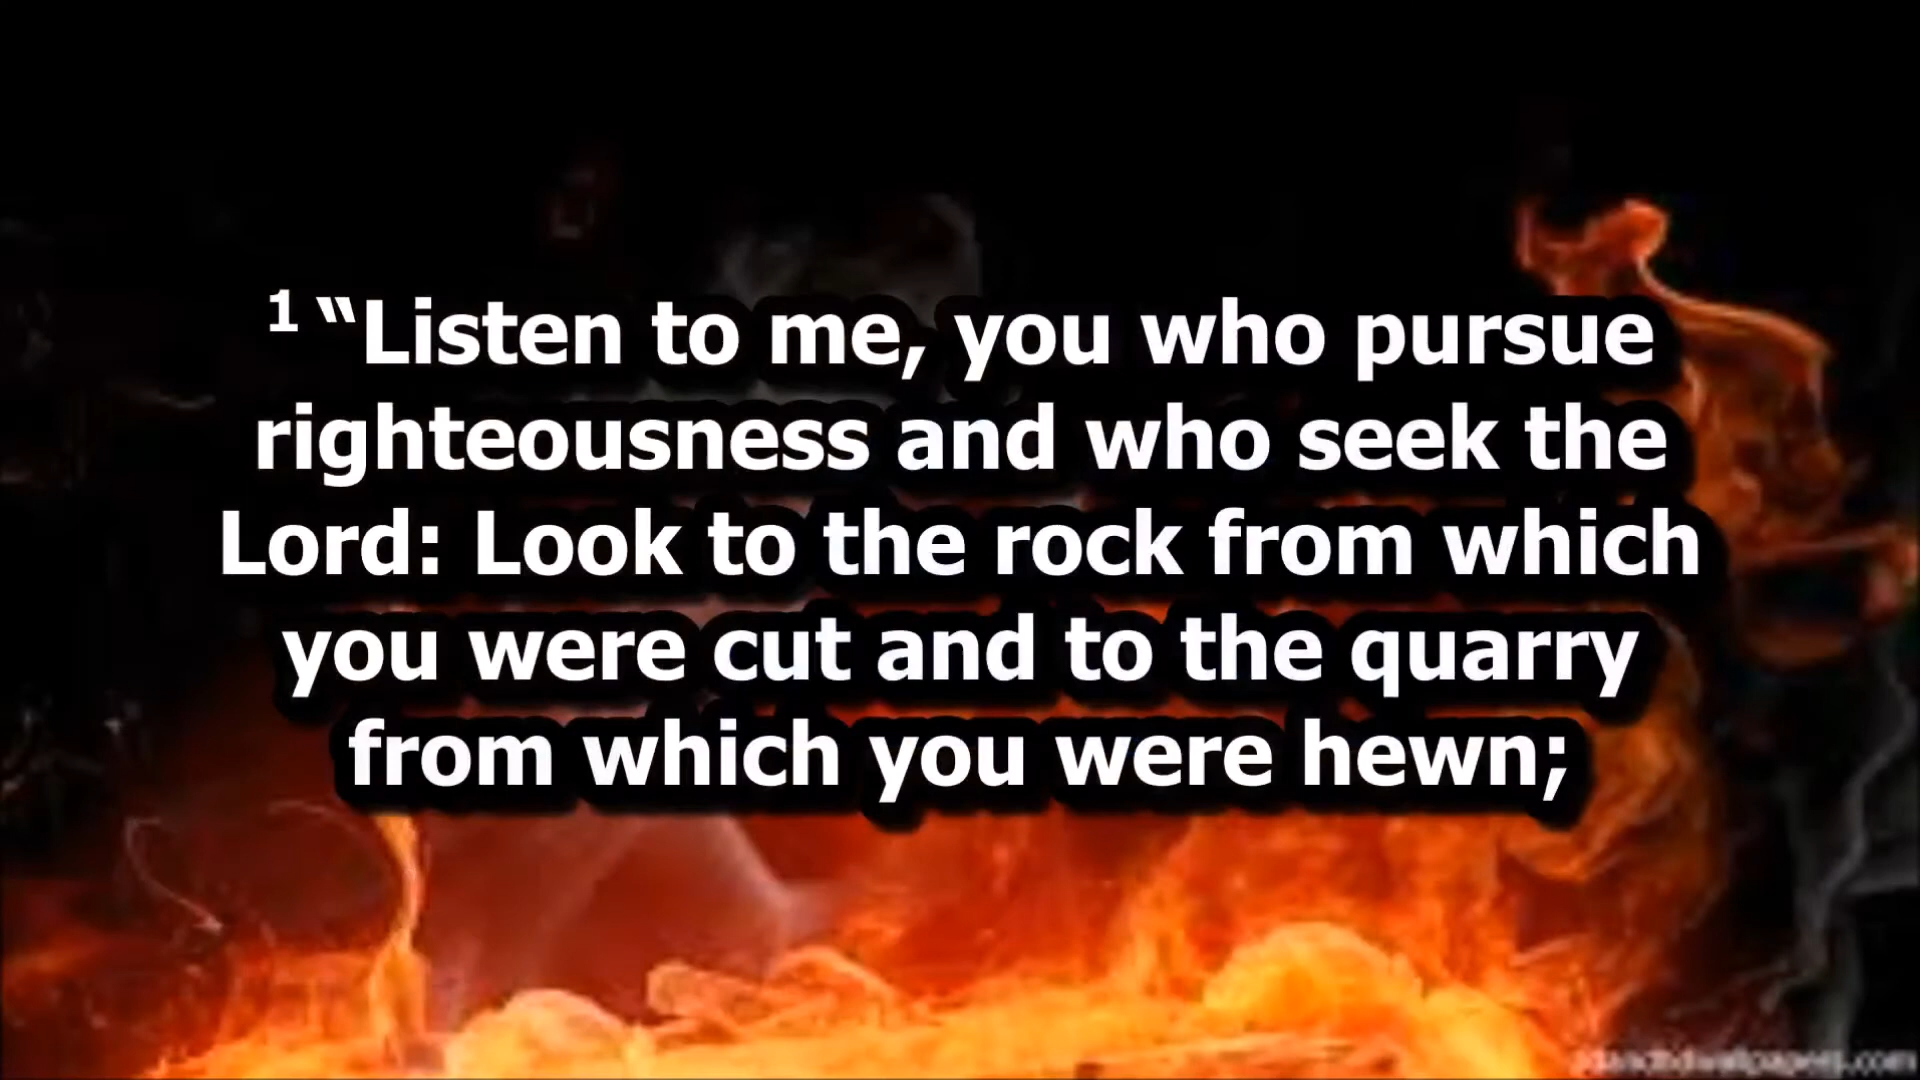 1 “Listen to me, you who pursue
righteousness and who seek the
Lord: Look to the rock from which
you were cut and to the quarry
from which you were hewn;